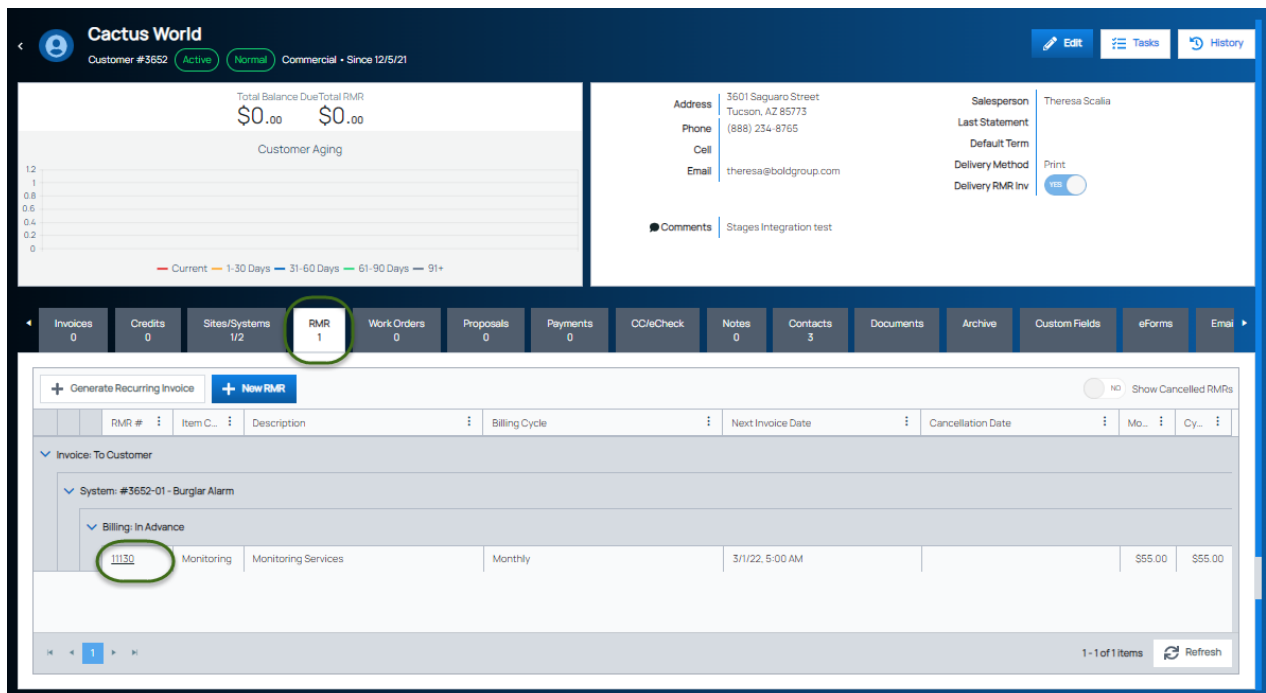 Cactus World
Customer #3652 Active Normal Commercial • Since 12/5/21
Edit Tasks History
Total Balance Due Total RMR
$0.00 $0.00
Customer Aging
1.2
1
0.8
0.6
0.4
0.2
0
Current 1-30 Days 31-60 Days 61-90 Days 91+
Address 3601 Saguaro Street
Tucson, AZ 85773
Phone (888) 234-8765
Cell
Email theresa@boldgroup.com
Comments Stages Integration test
Salesperson Theresa Scalia
Last Statement
Default Term
Delivery Method Print
Delivery RMR Inv YES
Invoices Credits Sites/Systems RMR Work Orders Proposals Payments CC/eCheck Notes Contacts Documents Archive Custom Fields eForms Emai
0 0 1/2 1 0 0 0 0 3
Generate Recurring Invoice New RMR NO Show Cancelled RMRs
RMR # Item C... Description Billing Cycle Next Invoice Date Cancellation Date Mo... Cy...
Invoice: To Customer
System: #3652-01 - Burglar Alarm
Billing: In Advance
11130 Monitoring Monitoring Services Monthly 3/1/22, 5:00 AM $55.00 $55.00
1 1 - 1 of 1 items Refresh